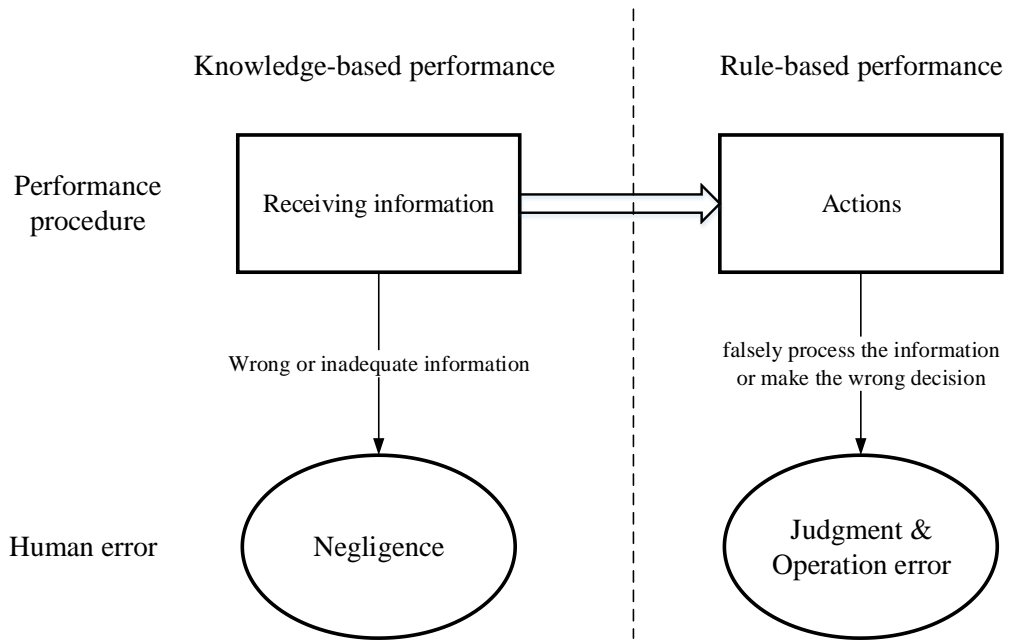 Knowledge-based performance
Rule-based performance
Performance
procedure
Receiving information
Actions
Wrong or inadequate information
falsely process the information
or make the wrong decision
Human error
Negligence
Judgment &
Operation error